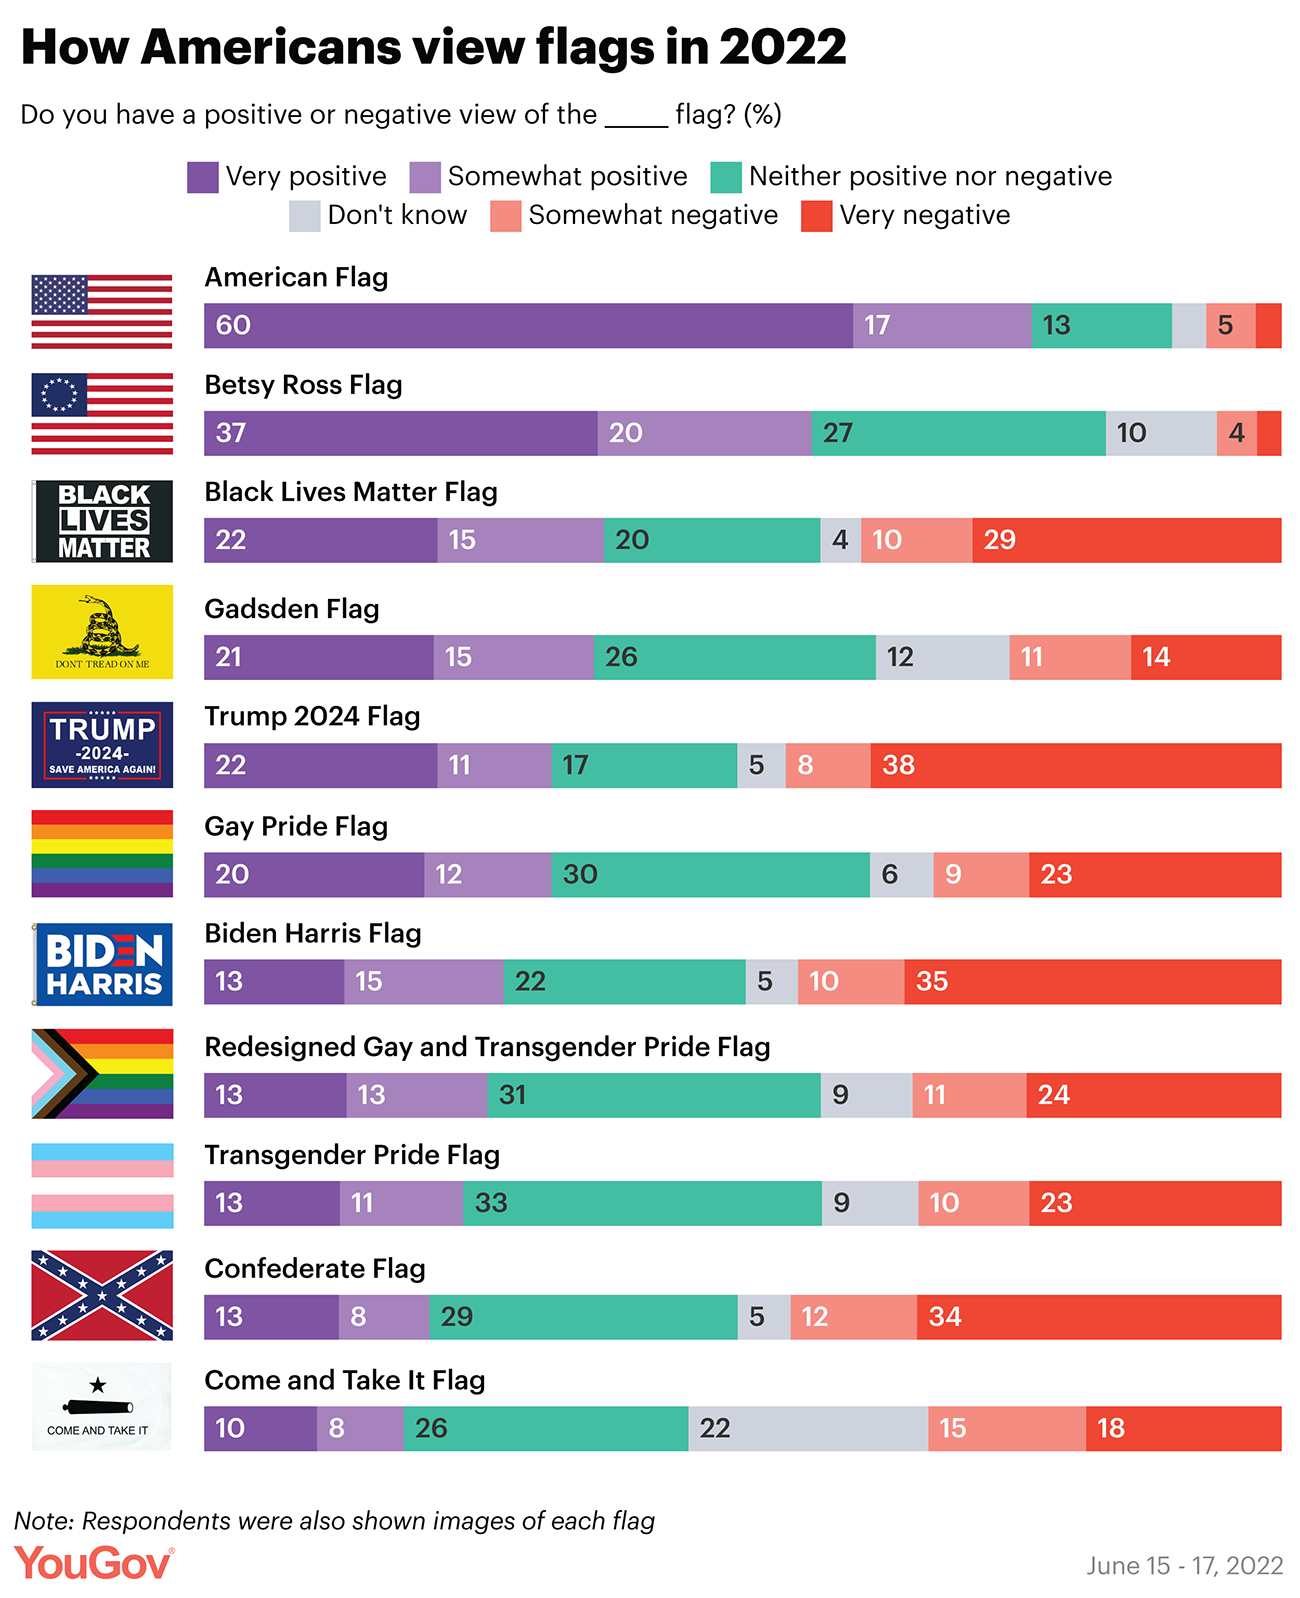 How Americans view flags in 2022
Do you have a positive or negative view of the _____ flag? (%)
Very positive Somewhat positive Neither positive nor negative
Don't know Somewhat negative Very negative
American Flag
60 17 13 5
Betsy Ross Flag
37 20 27 10 4
BLACK
LIVES
MATTER
Black Lives Matter Flag
22 15 20 4 10 29
DONT TREAD ON ME
Gadsden Flag
21 15 26 12 11 14
TRUMP
-2024-
SAVE AMERICA AGAIN!
Trump 2024 Flag
22 11 17 5 8 38
Gay Pride Flag
20 12 30 6 9 23
BIDEN
HARRIS
Biden Harris Flag
13 15 22 5 10 35
Redesigned Gay and Transgender Pride Flag
13 13 31 9 11 24
Transgender Pride Flag
13 11 33 9 10 23
Confederate Flag
13 8 29 5 12 34
COME AND TAKE IT
Come and Take It Flag
10 8 26 22 15 18
Note: Respondents were also shown images of each flag
YouGov®
June 15 - 17, 2022